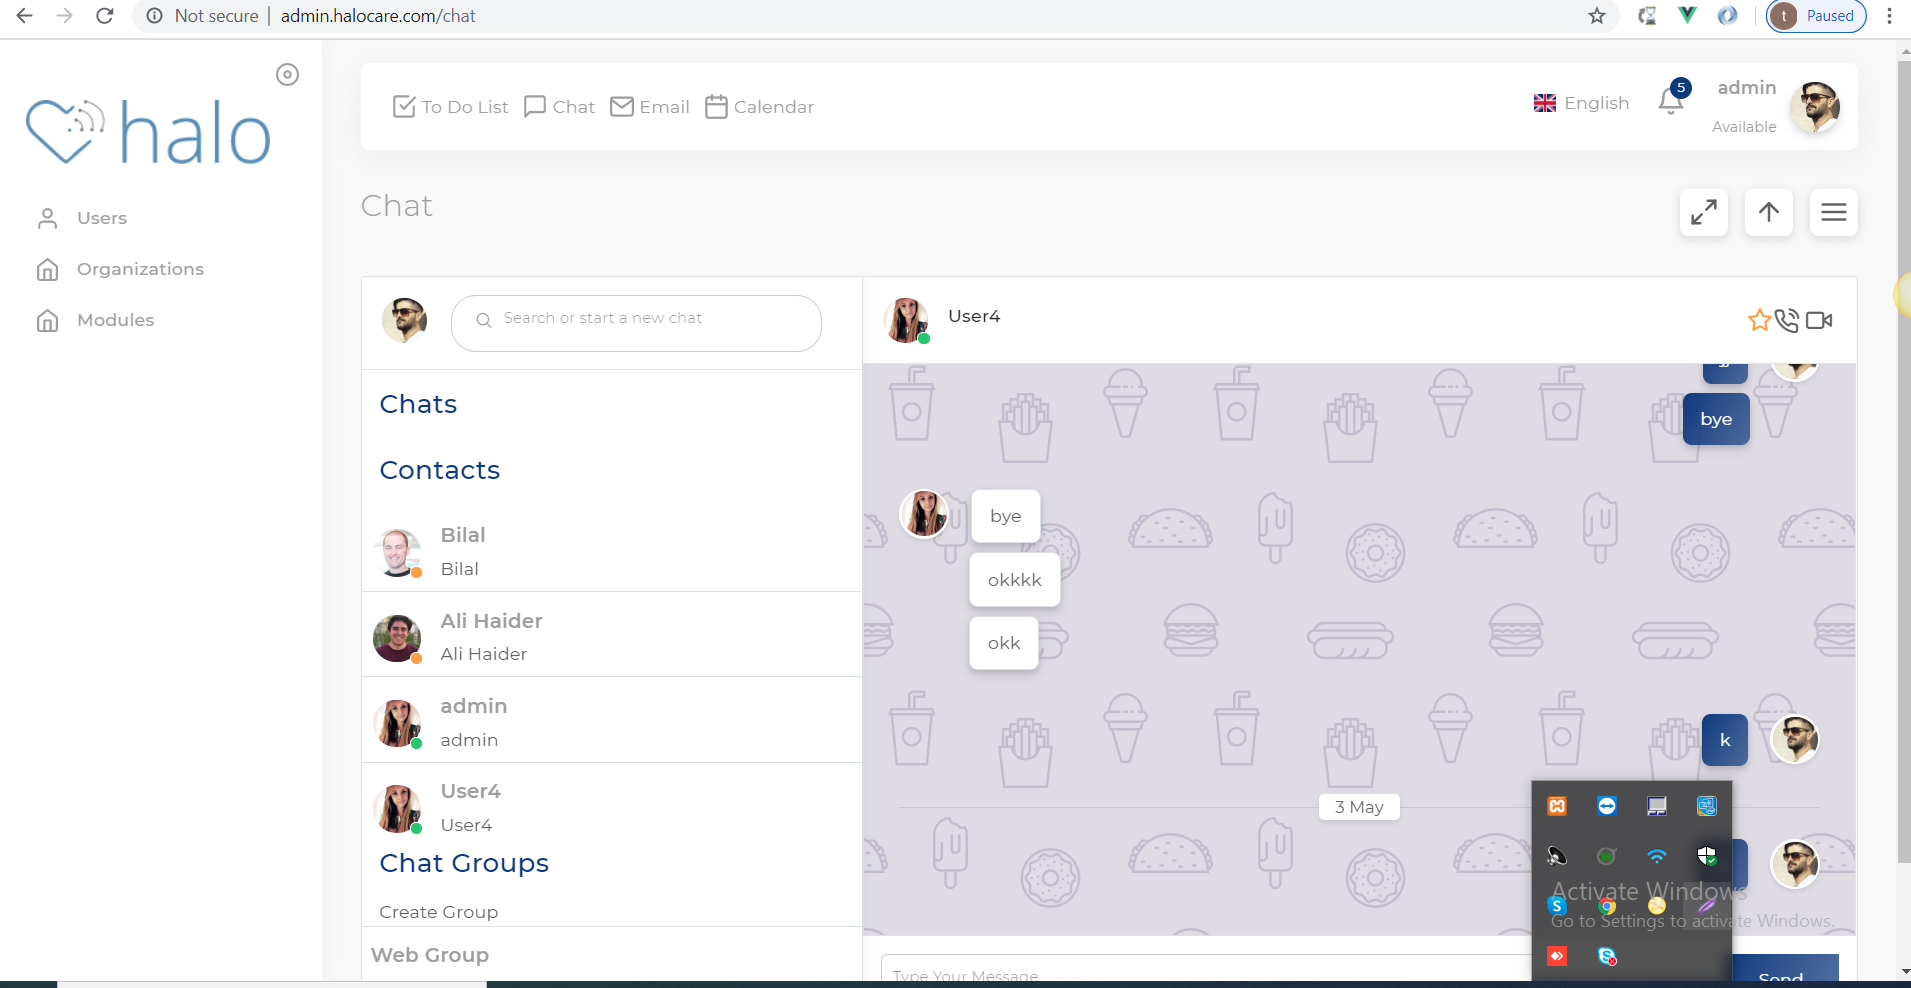 Not secure | admin.halocare.com/chat
t Paused
halo
Users
Organizations
Modules
To Do List Chat Email Calendar
English
5
admin
Available
Chat
Search or start a new chat
Chats
Contacts
Bilal
Bilal
Ali Haider
Ali Haider
admin
admin
User4
User4
Chat Groups
Create Group
Web Group
User4
bye
bye
okkkk
okk
k
3 May
Activate Windows
Go to Settings to activate Windows.
Type Your Message
Send